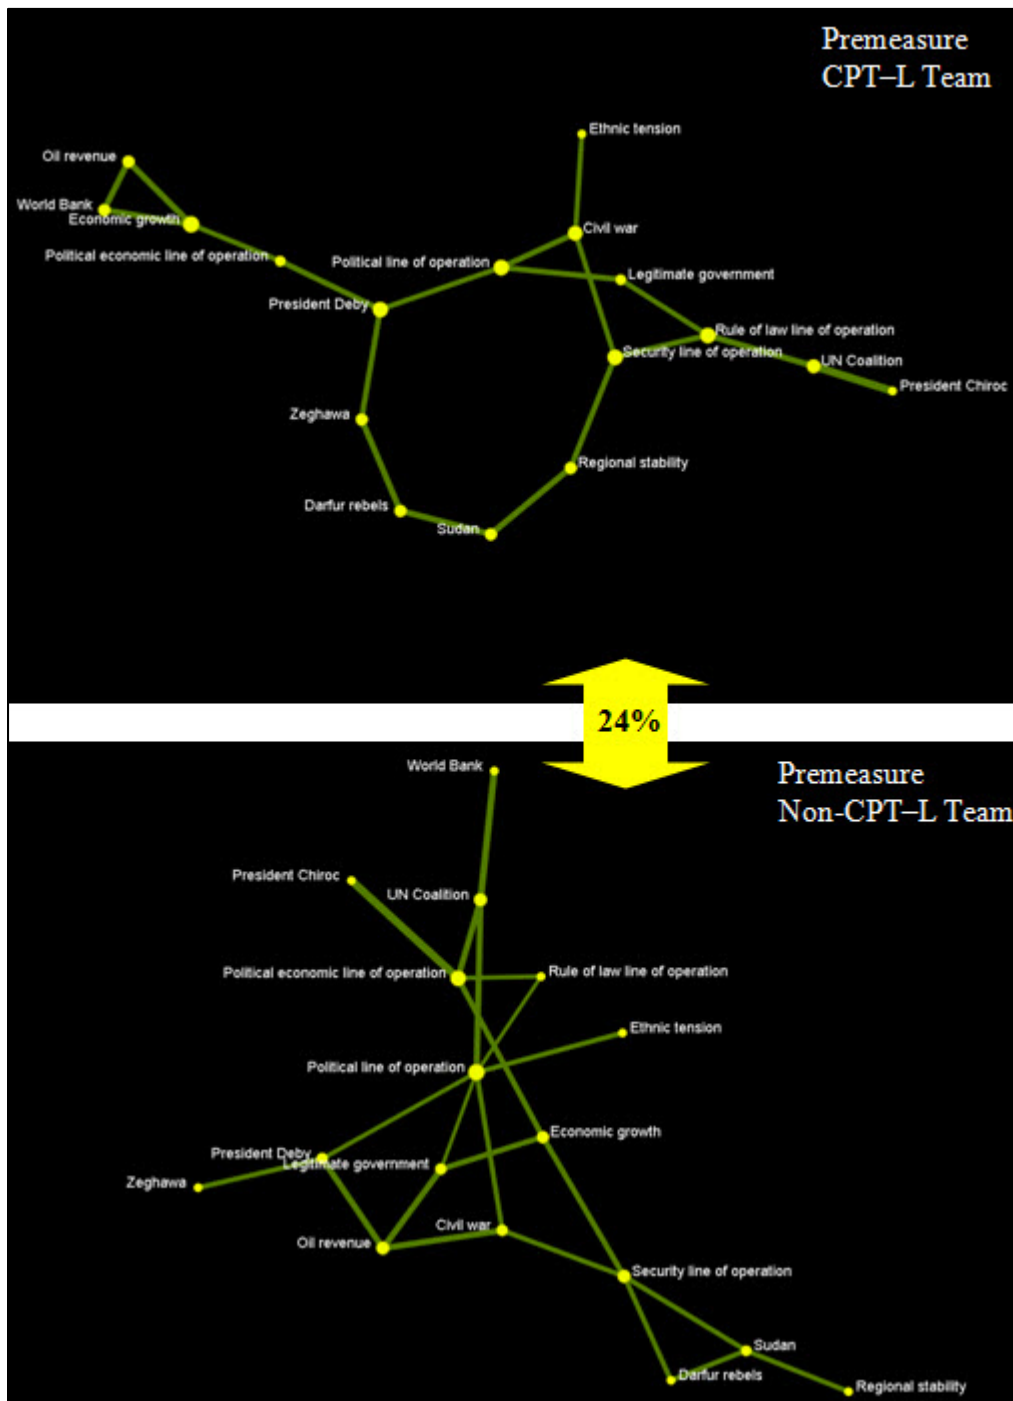 Premeasure
CPT–L Team
Ethnic tension
Oil revenue
World Bank
Economic growth
Civil war
Political economic line of operation
Political line of operation
Legitimate government
President Deby
Rule of law line of operation
Security line of operation
UN Coalition
President Chiroc
Zeghawa
Regional stability
Darfur rebels
Sudan
24%
World Bank
Premeasure
Non-CPT–L Team
President Chiroc
UN Coalition
Political economic line of operation
Rule of law line of operation
Ethnic tension
Political line of operation
Economic growth
President Deby
Legitimate government
Zeghawa
Civil war
Oil revenue
Security line of operation
Sudan
Darfur rebels
Regional stability